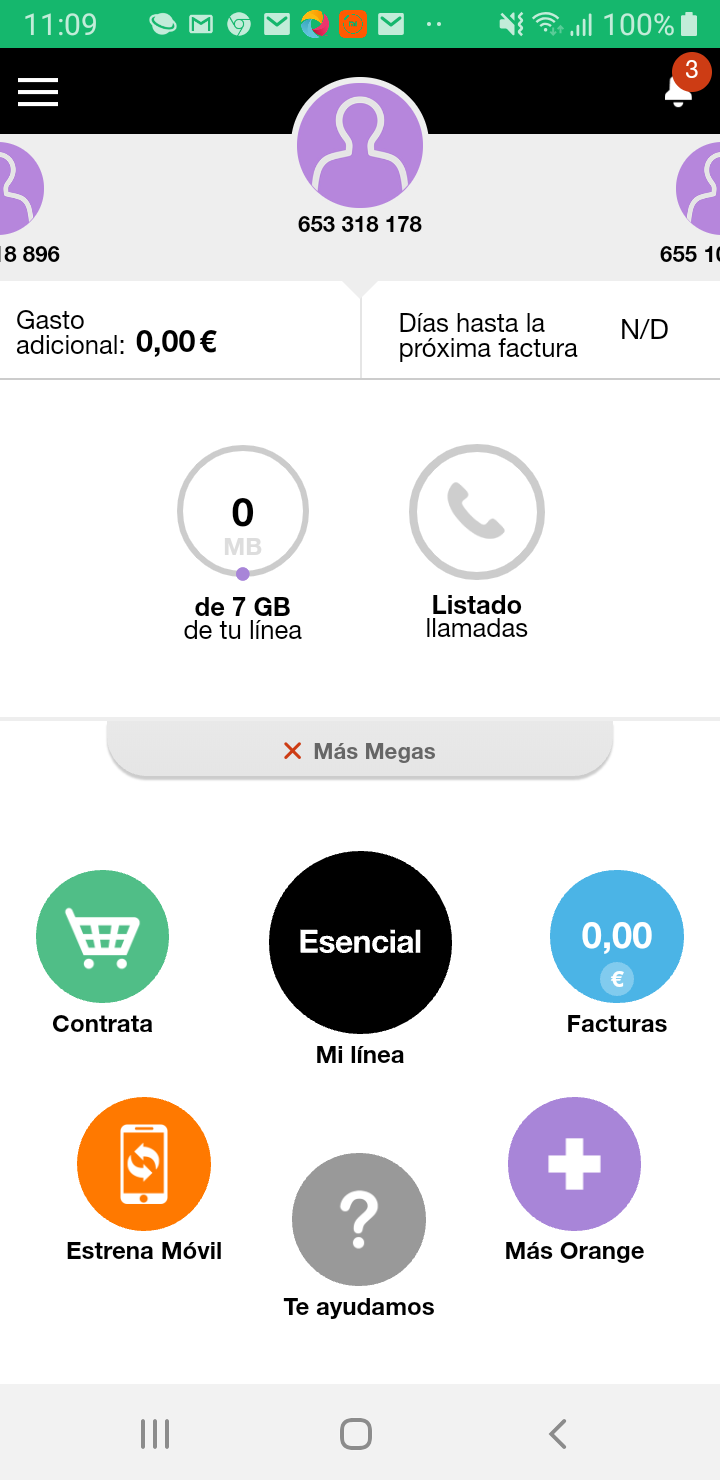 11:09
100%
3
653 318 178
18 896
655 10
Gasto
adicional: 0,00 €
Días hasta la
próxima factura
N/D
0
MB
de 7 GB
de tu línea
Listado
llamadas
Más Megas
Esencial
0,00
€
Contrata
Mi línea
Facturas
Estrena Móvil
Te ayudamos
Más Orange